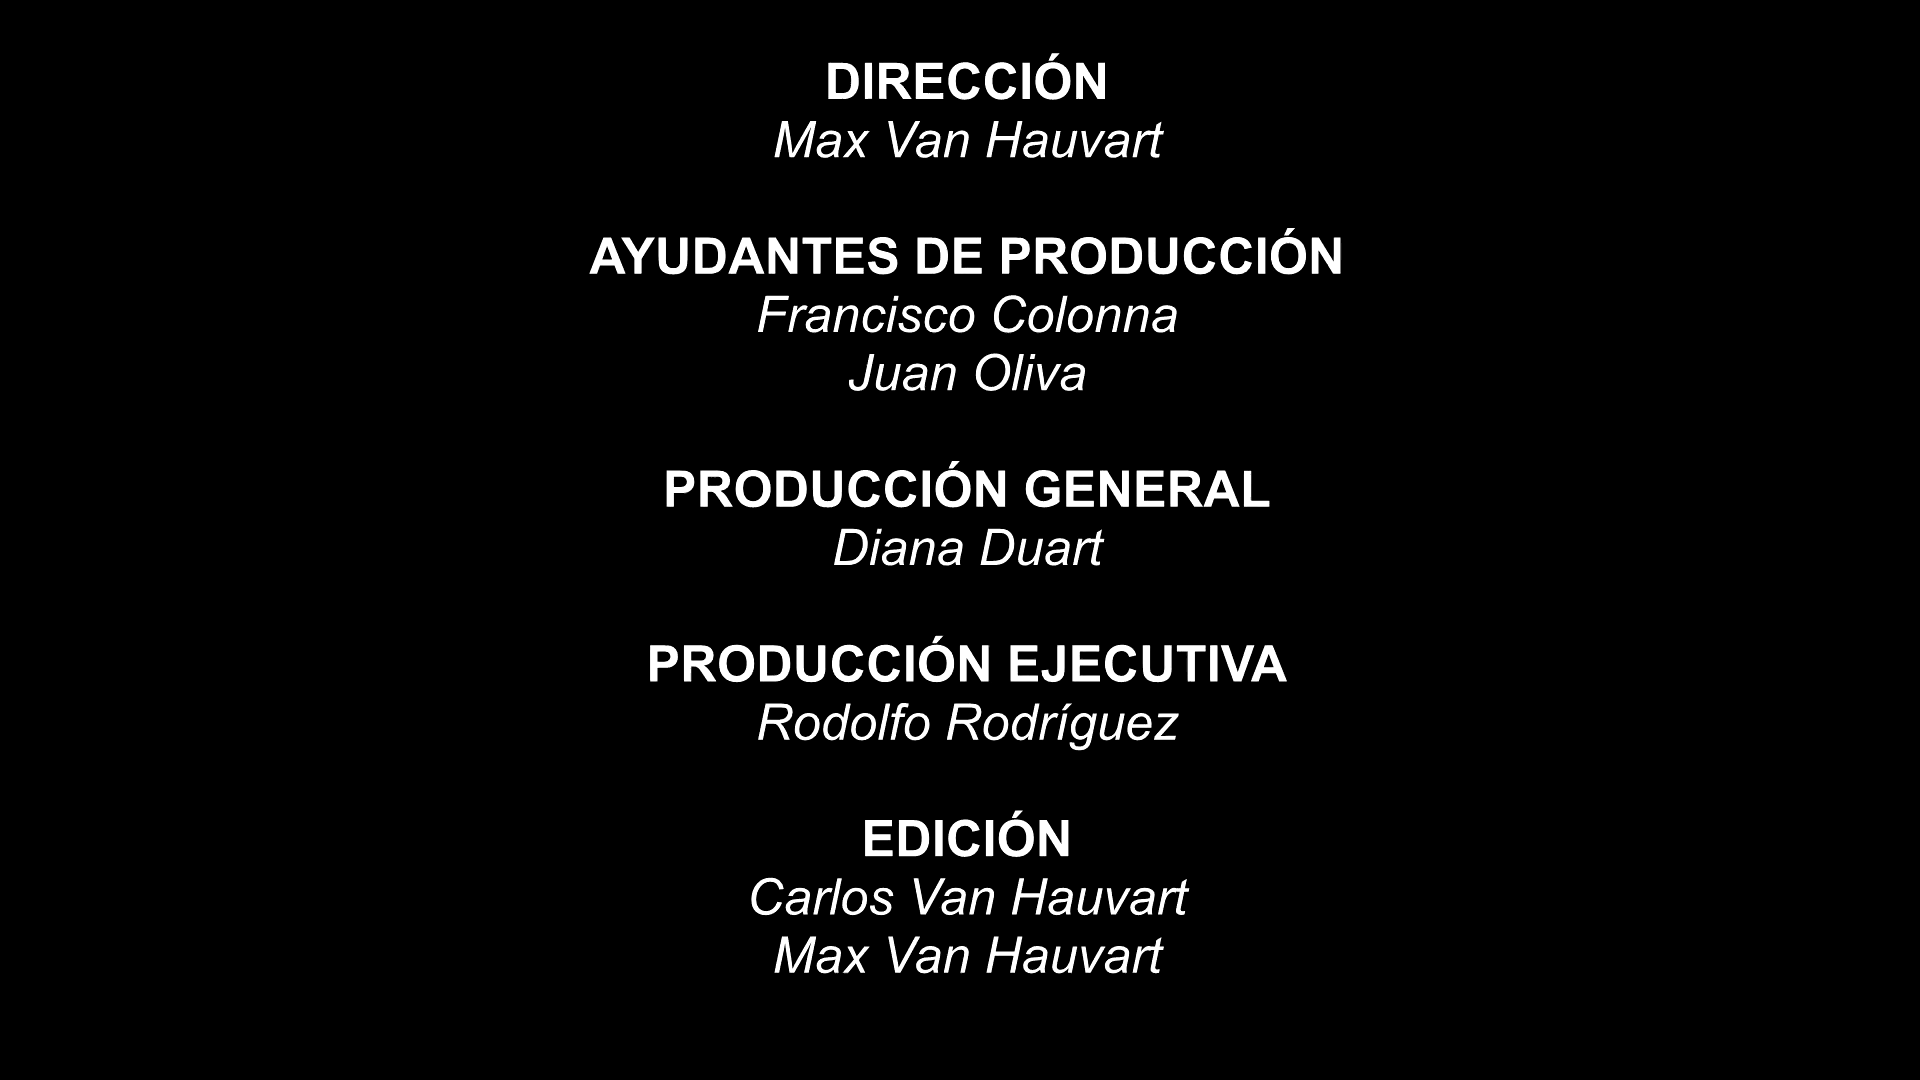 DIRECCIÓN
Max Van Hauvart
AYUDANTES DE PRODUCCIÓN
Francisco Colonna
Juan Oliva
PRODUCCIÓN GENERAL
Diana Duart
PRODUCCIÓN EJECUTIVA
Rodolfo Rodríguez
EDICIÓN
Carlos Van Hauvart
Max Van Hauvart